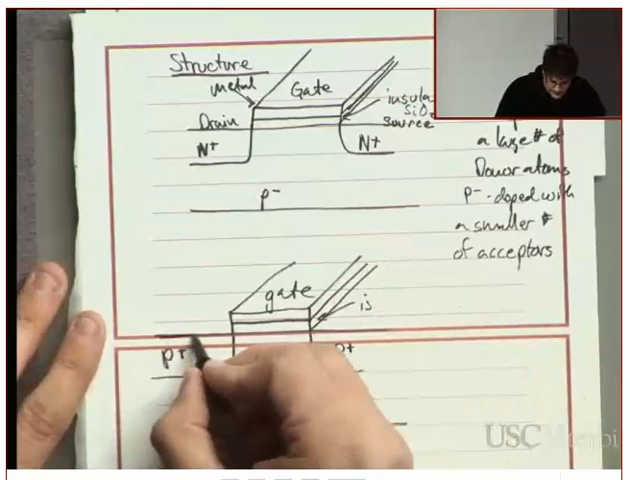 Structure
metal
Gate
insula
SiO
Drain
source
N+
N+
a large # of
Donor atoms
P- - doped with
a smaller #
of acceptors
P-
gate
is
p+
p+
USC Viterbi